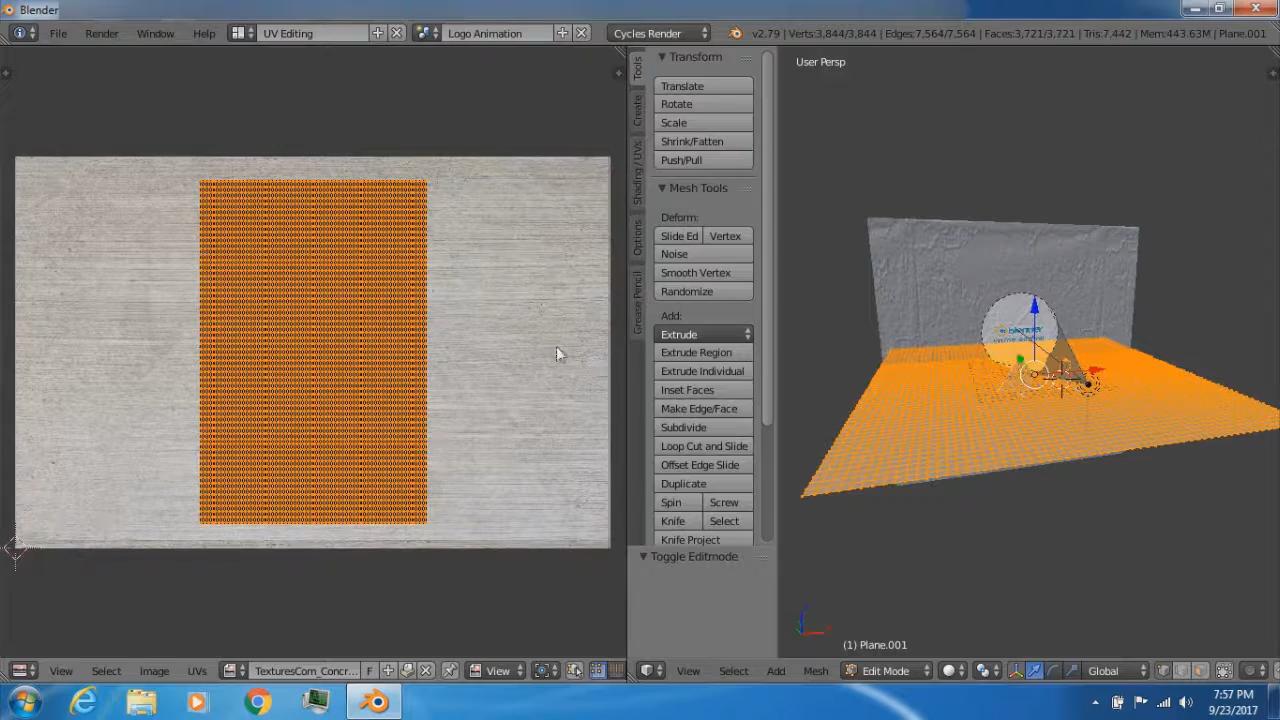 Blender
File Render Window Help UV Editing Logo Animation Cycles Render v2.79 | Verts:3,844/3,844 | Edges:7,564/7,564 | Faces:3,721/3,721 | Tris:7,442 | Mem:443.63M | Plane.001
Tools
Create
Shading / UVs
Options
Grease Pencil
Transform
Translate
Rotate
Scale
Shrink/Fatten
Push/Pull
Mesh Tools
Deform:
Slide Ed Vertex
Noise
Smooth Vertex
Randomize
Add:
Extrude
Extrude Region
Extrude Individual
Inset Faces
Make Edge/Face
Subdivide
Loop Cut and Slide
Offset Edge Slide
Duplicate
Spin Screw
Knife Select
Knife Project
Toggle Editmode
User Persp
blender
(1) Plane.001
View Select Image UVs TexturesCom_Concr... F View
View Select Add Mesh Edit Mode Global
7:57 PM
9/23/2017